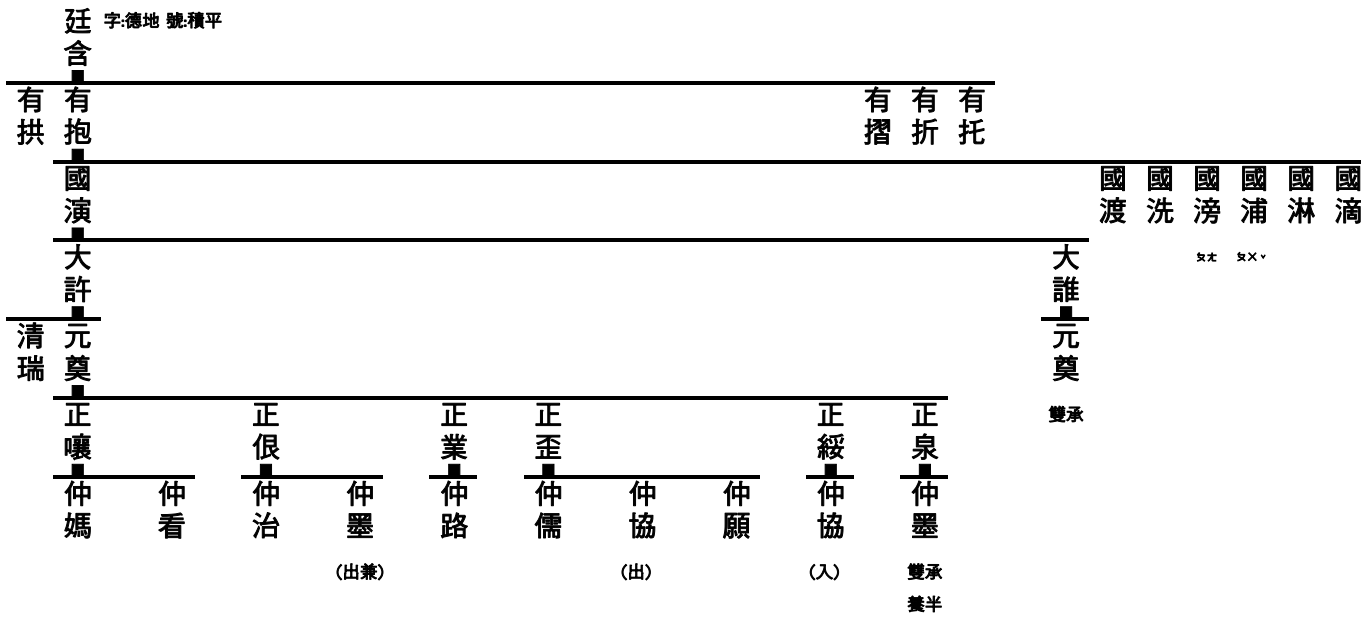 廷含 字:德地 號:積平
有拱 有抱 有摺 有折 有托
國演 國渡 國洗 國滂 國浦 國淋 國滴
ㄆㄤ ㄆㄨˇ
大許 大誰
清瑞 元奠 元奠
雙承
正嚷 正佷 正業 正歪 正綏 正泉
仲媽 仲看 仲治 仲墨 仲路 仲儒 仲協 仲願 仲協 仲墨
(出兼) (出) (入) 雙承
養半